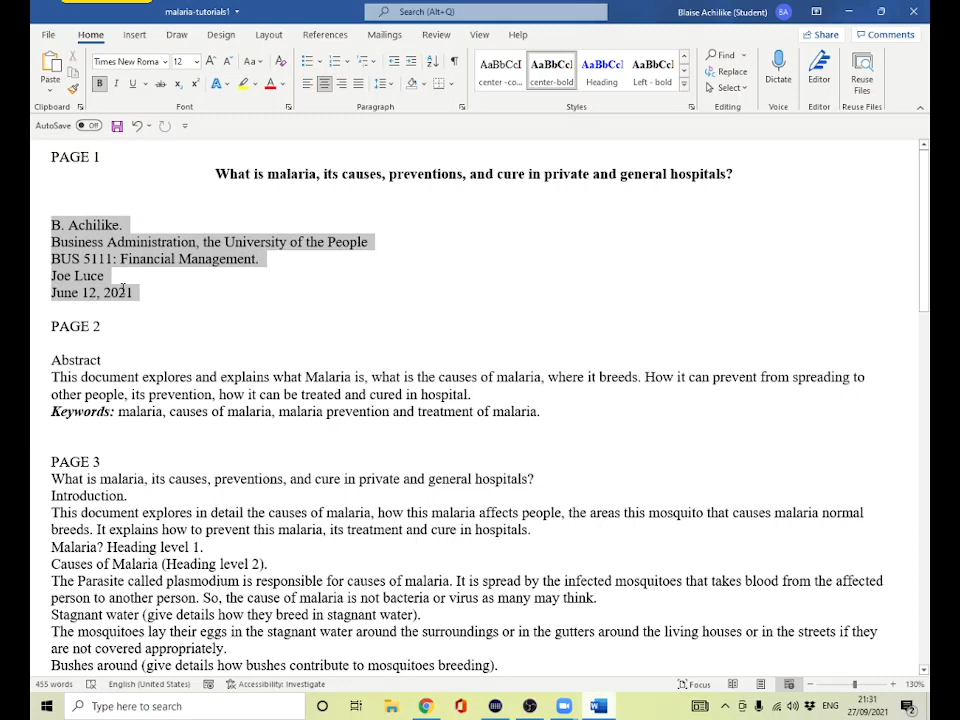 malaria-tutorials1
Search (Alt+Q)
Blaise Achilike (Student)
BA
File Home Insert Draw Design Layout References Mailings Review View Help
Share
Comments
Paste
Times New Roma
12
Aa
B I U ab x₂ x²
AaBbCcI AaBbCcl AaBbCcl AaBbCcl
center -co... center-bold Heading Left - bold
Find
Replace
Select
Dictate
Editor
Reuse
Files
Clipboard Font Paragraph Styles Editing Voice Editor Reuse Files
AutoSave Off
PAGE 1
What is malaria, its causes, preventions, and cure in private and general hospitals?
B. Achilike.
Business Administration, the University of the People
BUS 5111: Financial Management.
Joe Luce
June 12, 2021
PAGE 2
Abstract
This document explores and explains what Malaria is, what is the causes of malaria, where it breeds. How it can prevent from spreading to
other people, its prevention, how it can be treated and cured in hospital.
Keywords: malaria, causes of malaria, malaria prevention and treatment of malaria.
PAGE 3
What is malaria, its causes, preventions, and cure in private and general hospitals?
Introduction.
This document explores in detail the causes of malaria, how this malaria affects people, the areas this mosquito that causes malaria normal
breeds. It explains how to prevent this malaria, its treatment and cure in hospitals.
Malaria? Heading level 1.
Causes of Malaria (Heading level 2).
The Parasite called plasmodium is responsible for causes of malaria. It is spread by the infected mosquitoes that takes blood from the affected
person to another person. So, the cause of malaria is not bacteria or virus as many may think.
Stagnant water (give details how they breed in stagnant water).
The mosquitoes lay their eggs in the stagnant water around the surroundings or in the gutters around the living houses or in the streets if they
are not covered appropriately.
Bushes around (give details how bushes contribute to mosquitoes breeding).
455 words English (United States) Accessibility: Investigate Focus 130%
Type here to search
21:31
27/09/2021
2